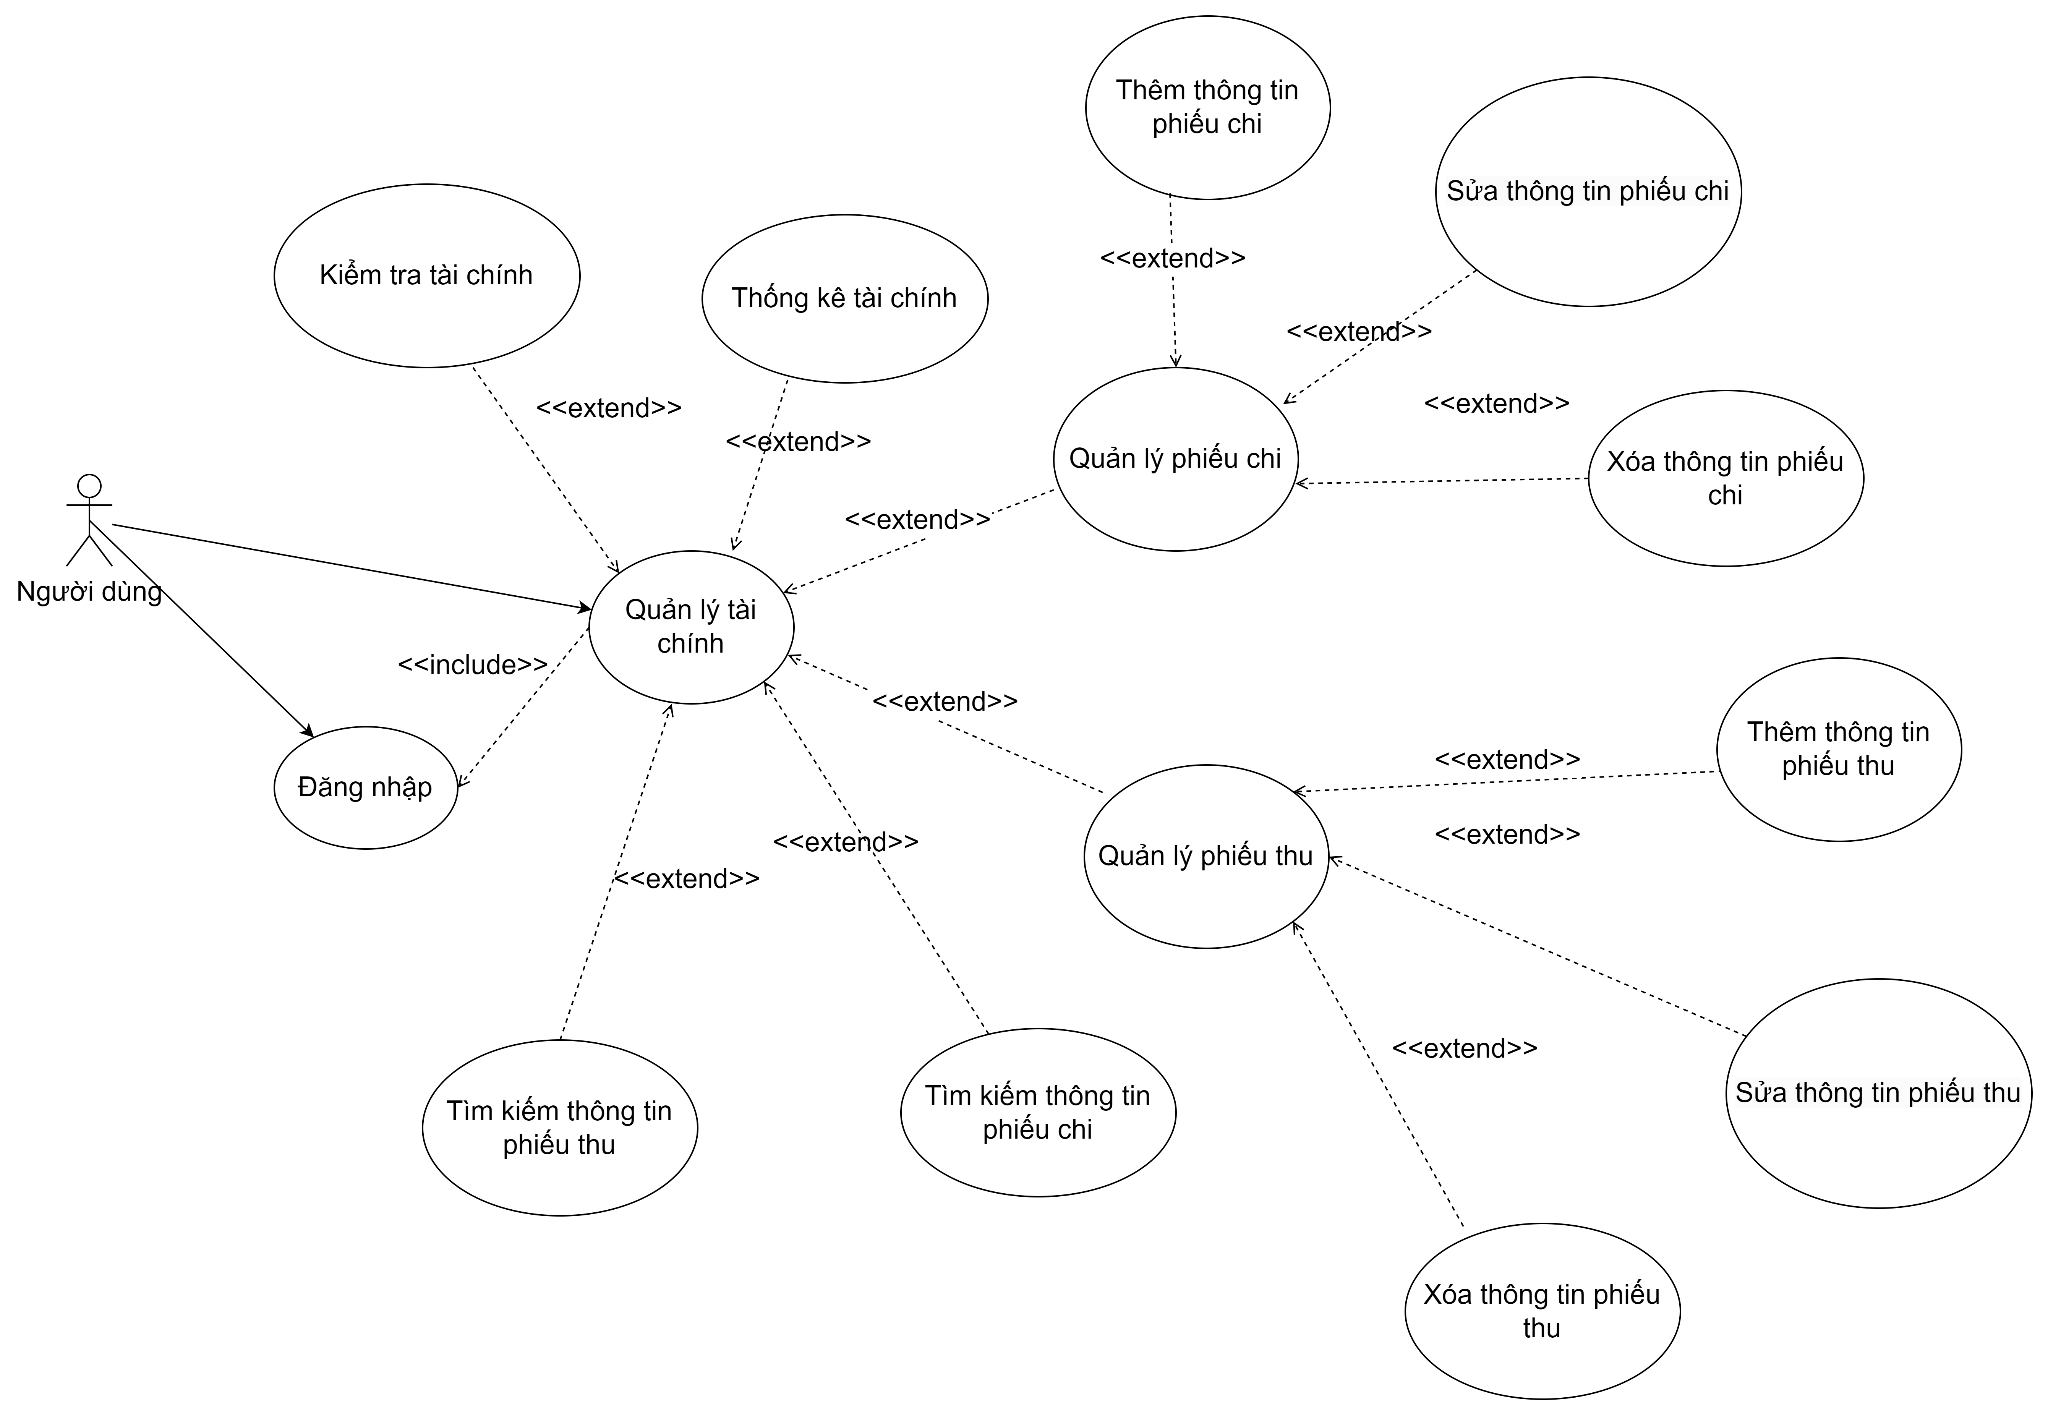 Thêm thông tin
phiếu chi
Sửa thông tin phiếu chi
<<extend>>
Kiểm tra tài chính
Thống kê tài chính
<<extend>>
<<extend>>
<<extend>>
<<extend>>
Quản lý phiếu chi
Xóa thông tin phiếu
chi
<<extend>>
Người dùng
Quản lý tài
chính
<<include>>
<<extend>>
Thêm thông tin
phiếu thu
<<extend>>
Đăng nhập
<<extend>>
<<extend>>
Quản lý phiếu thu
<<extend>>
<<extend>>
Tìm kiếm thông tin
phiếu thu
Tìm kiếm thông tin
phiếu chi
Sửa thông tin phiếu thu
Xóa thông tin phiếu
thu